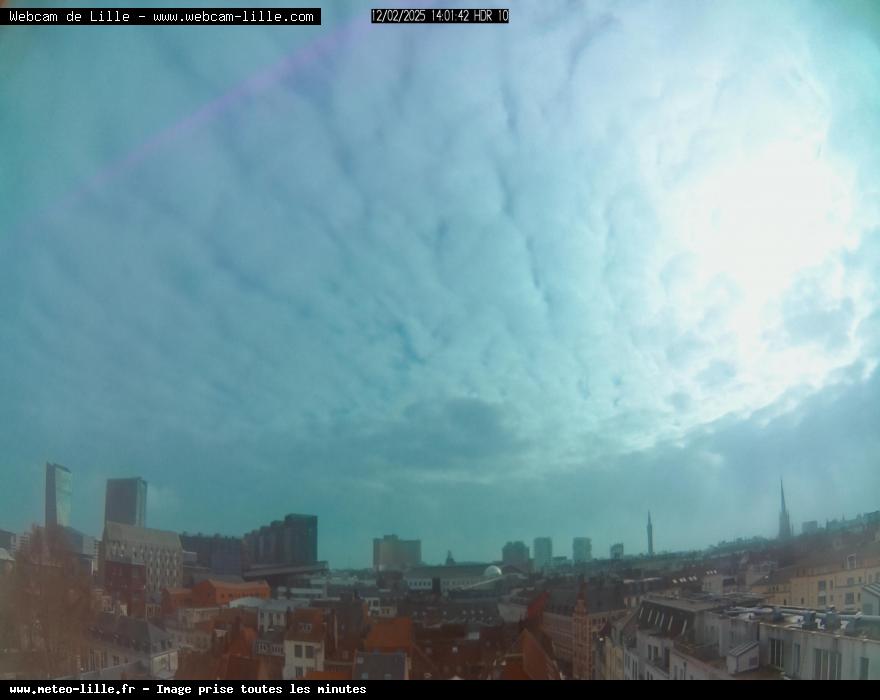 Webcam de Lille - www.webcam-lille.com
12/02/2025 14:01:42 HDR 10
www.meteo-lille.fr - Image prise toutes les minutes